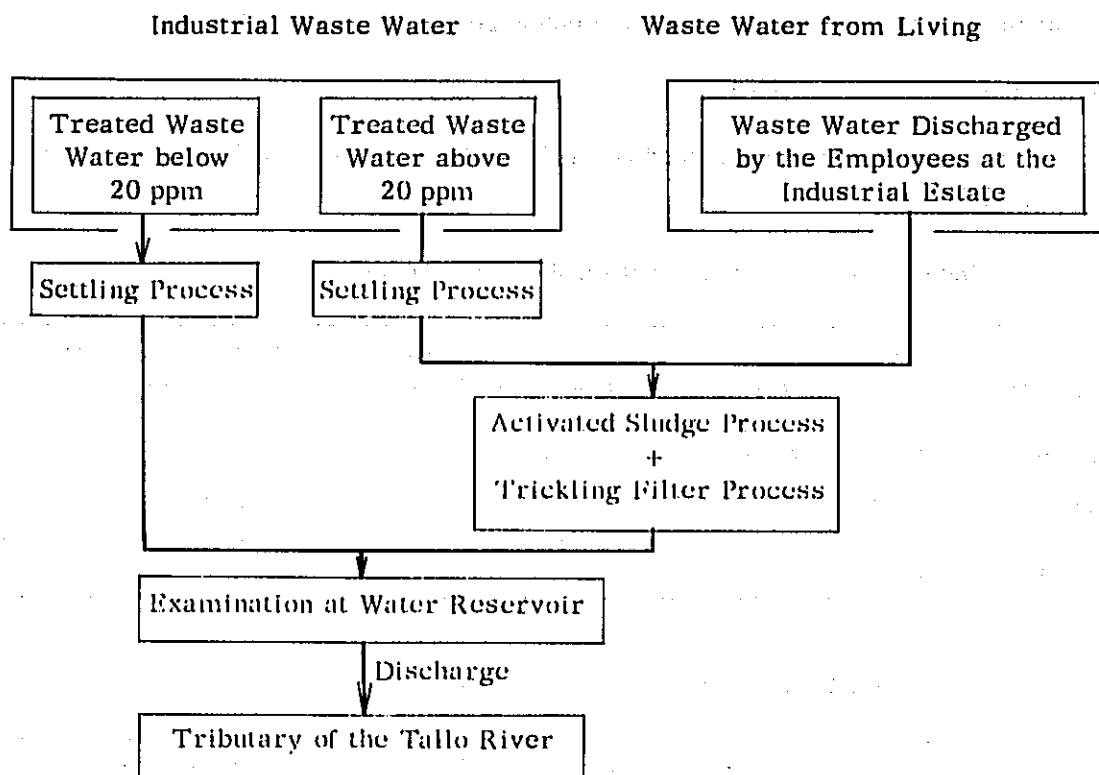 Industrial Waste Water
Waste Water from Living
Treated Waste
Water below
20 ppm
Treated Waste
Water above
20 ppm
Waste Water Discharged
by the Employees at the
Industrial Estate
Settling Process
Settling Process
Activated Sludge Process
+
Trickling Filter Process
Examination at Water Reservoir
Discharge
Tributary of the Tallo River